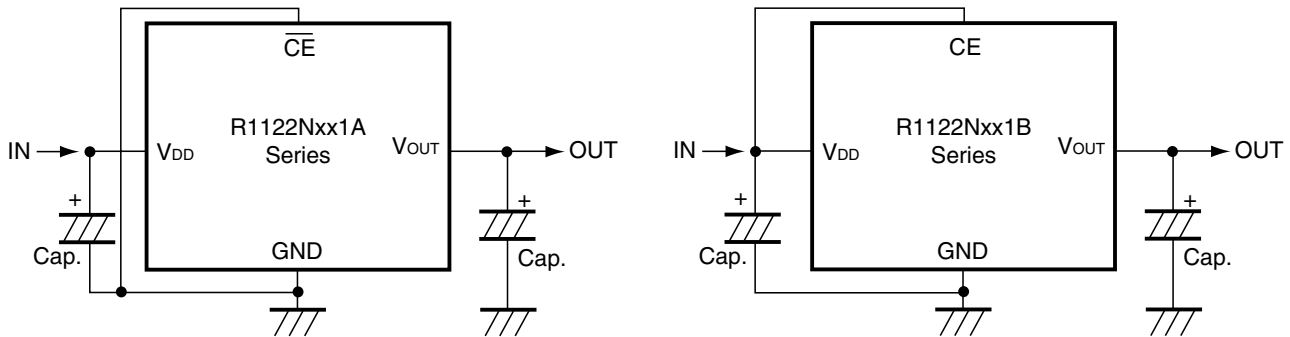 CE
R1122Nxx1A
Series
IN
VDD
VOUT
OUT
+
Cap.
GND
+
Cap.
CE
R1122Nxx1B
Series
IN
VDD
VOUT
OUT
+
Cap.
GND
+
Cap.